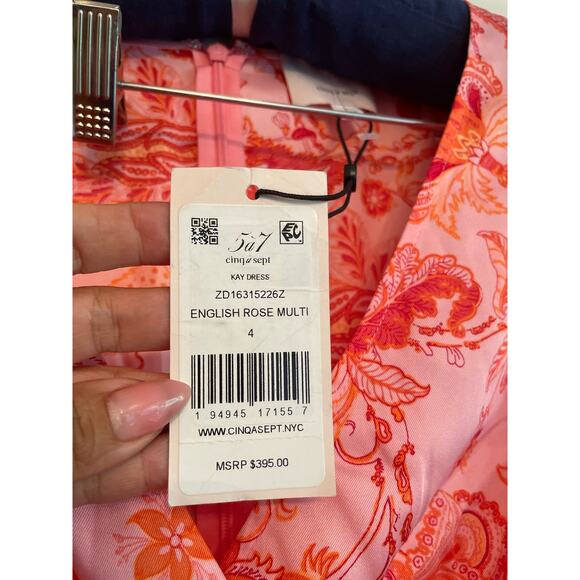 5à7
cinq à sept
KAY DRESS
ZD16315226Z
ENGLISH ROSE MULTI
4
1 94945 17155 7
WWW.CINQASEPT.NYC
MSRP $395.00